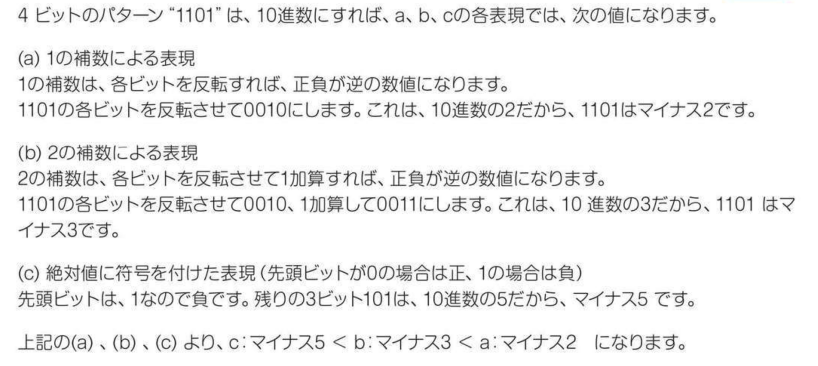 4 ビットのパターン “1101” は、10進数にすれば、a、b、cの各表現では、次の値になります。
(a) 1の補数による表現
1の補数は、各ビットを反転すれば、正負が逆の数値になります。
1101の各ビットを反転させて0010にします。これは、10進数の2だから、1101はマイナス2です。
(b) 2の補数による表現
2の補数は、各ビットを反転させて1加算すれば、正負が逆の数値になります。
1101の各ビットを反転させて0010、1加算して0011にします。これは、10 進数の3だから、1101 はマ
イナス3です。
(c) 絶対値に符号を付けた表現（先頭ビットが0の場合は正、1の場合は負）
先頭ビットは、1なので負です。残りの3ビット101は、10進数の5だから、マイナス5 です。
上記の(a) 、(b) 、(c) より、c：マイナス5 ＜ b：マイナス3 ＜ a：マイナス2　になります。